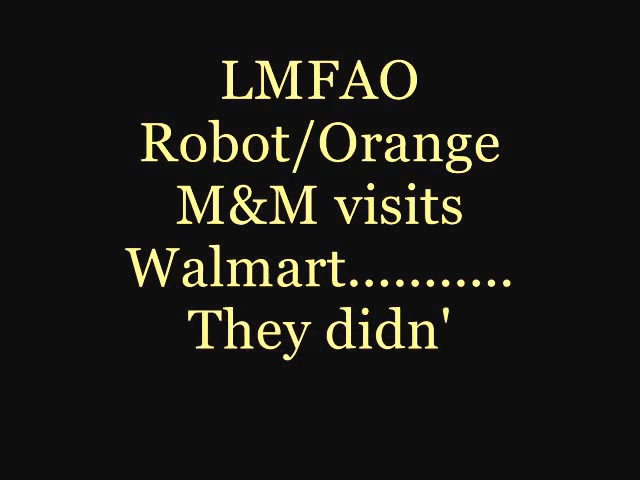 LMFAO
Robot/Orange
M&M visits
Walmart...........
They didn'